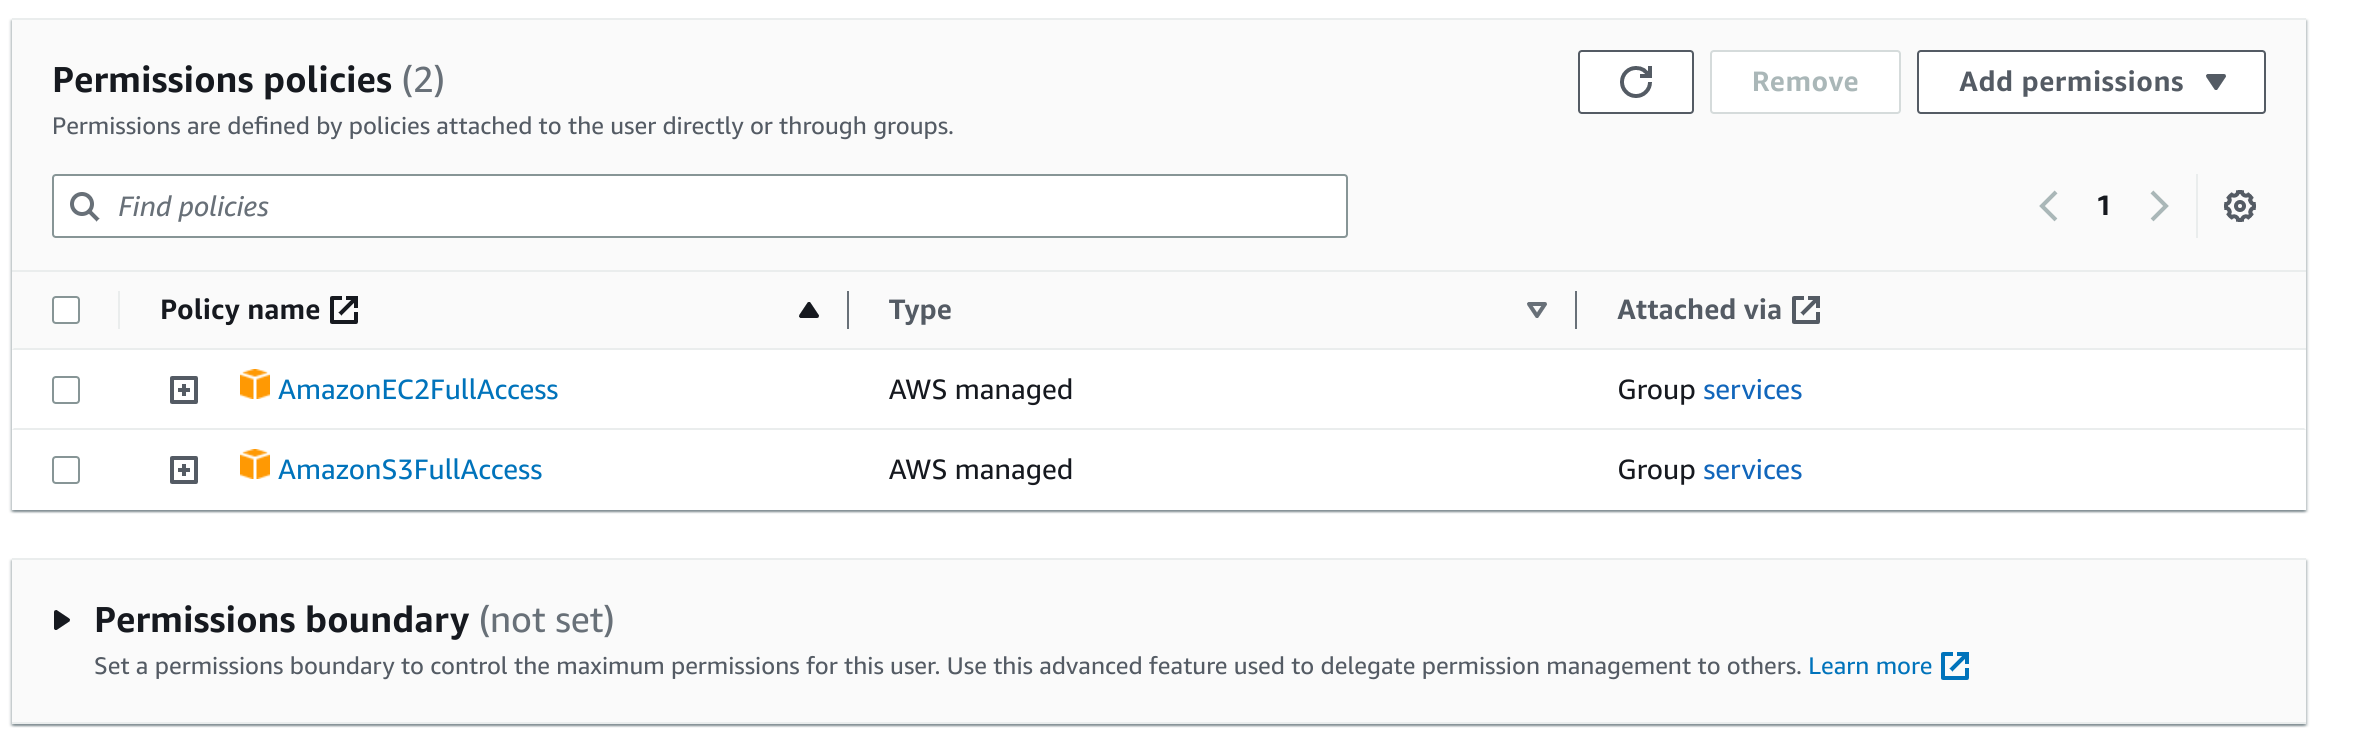 Permissions policies (2)
Remove
Add permissions
Permissions are defined by policies attached to the user directly or through groups.
Find policies
1
Policy name
Type
Attached via
AmazonEC2FullAccess
AWS managed
Group services
AmazonS3FullAccess
AWS managed
Group services
Permissions boundary (not set)
Set a permissions boundary to control the maximum permissions for this user. Use this advanced feature used to delegate permission management to others. Learn more